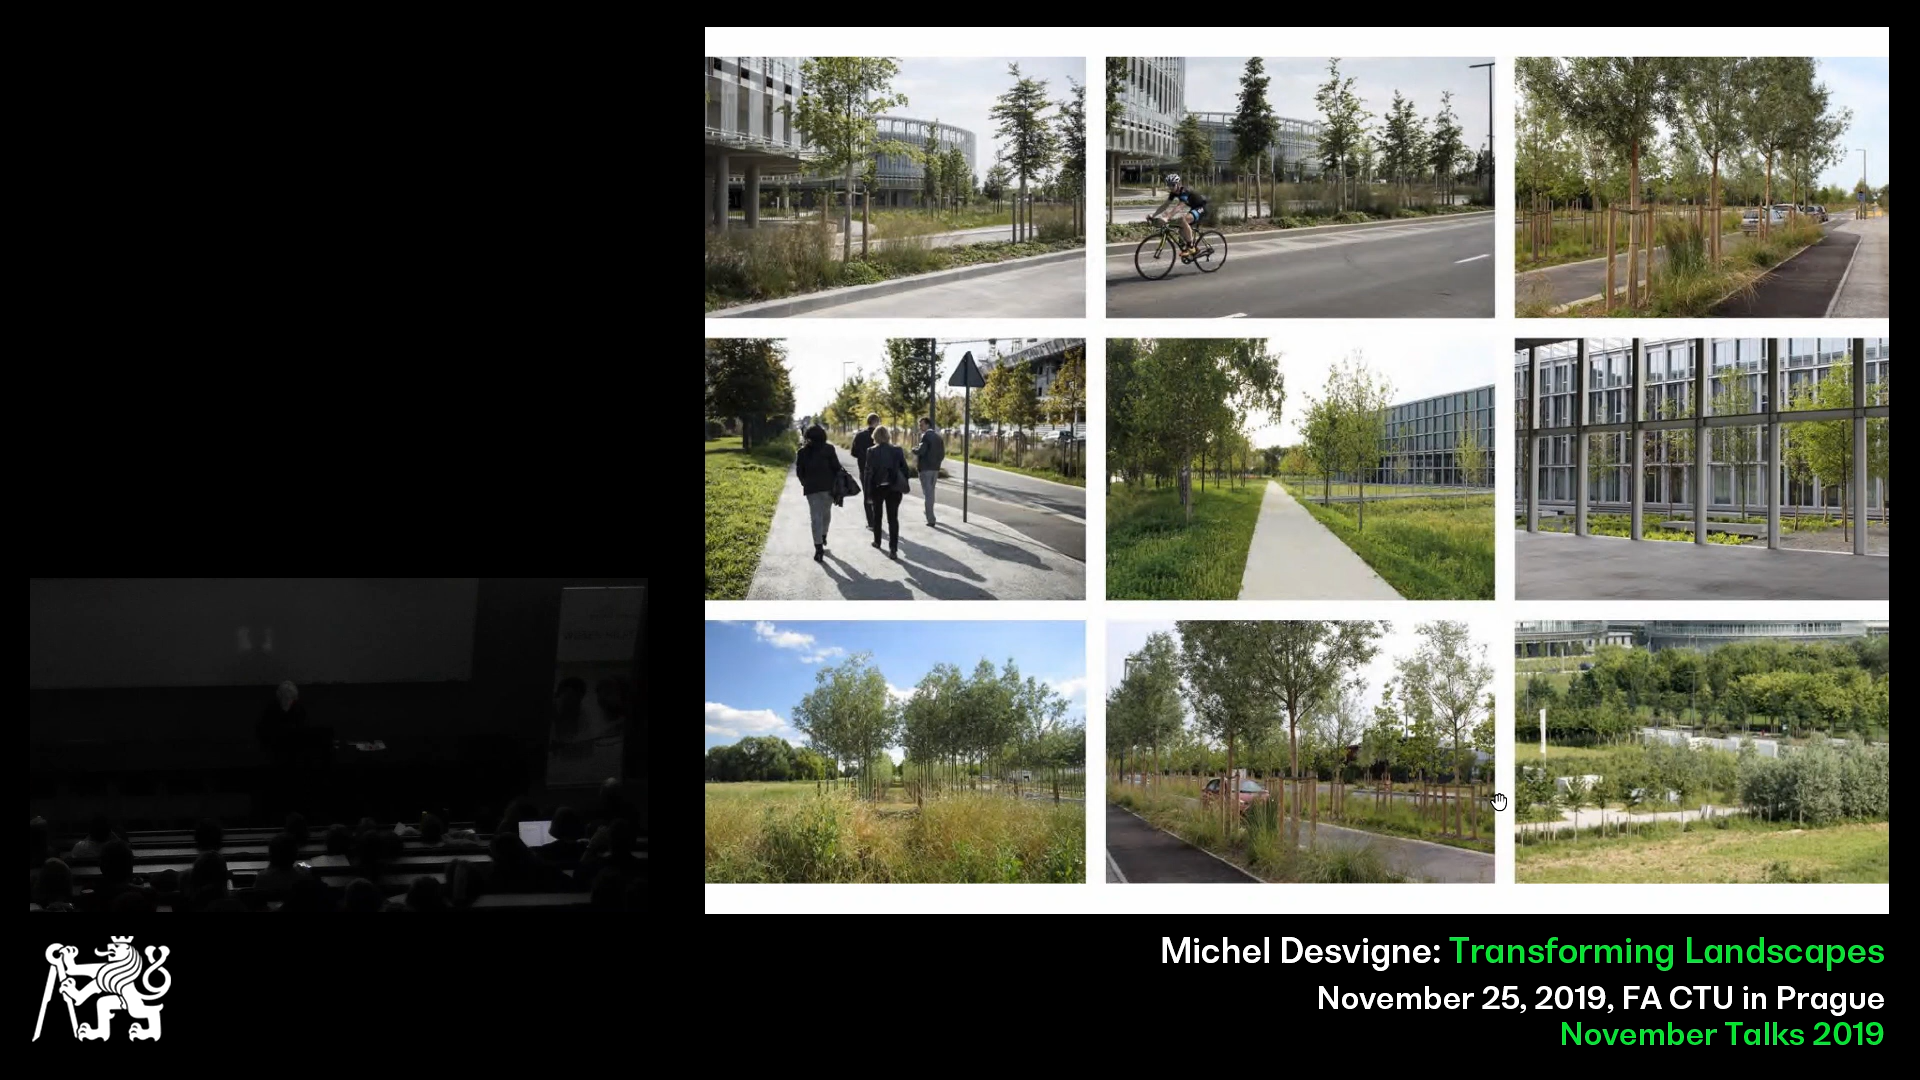 Michel Desvigne: Transforming Landscapes
November 25, 2019, FA CTU in Prague
November Talks 2019